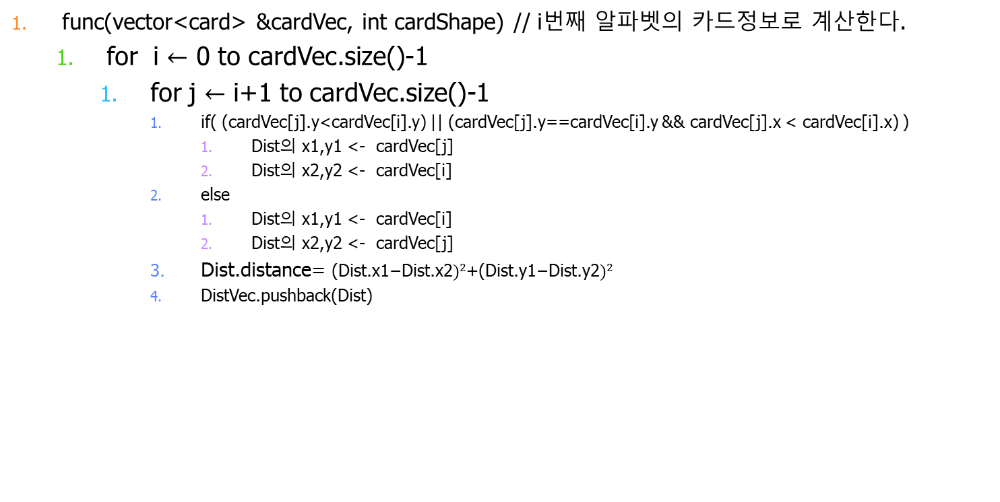 1. func(vector<card> &cardVec, int cardShape) // i번째 알파벳의 카드정보로 계산한다.
1. for i ← 0 to cardVec.size()-1
1. for j ← i+1 to cardVec.size()-1
1. if( (cardVec[j].y<cardVec[i].y) || (cardVec[j].y==cardVec[i].y && cardVec[j].x < cardVec[i].x) )
1. Dist의 x1,y1 <- cardVec[j]
2. Dist의 x2,y2 <- cardVec[i]
2. else
1. Dist의 x1,y1 <- cardVec[i]
2. Dist의 x2,y2 <- cardVec[j]
3. Dist.distance= (Dist.x1−Dist.x2)²+(Dist.y1−Dist.y2)²
4. DistVec.pushback(Dist)